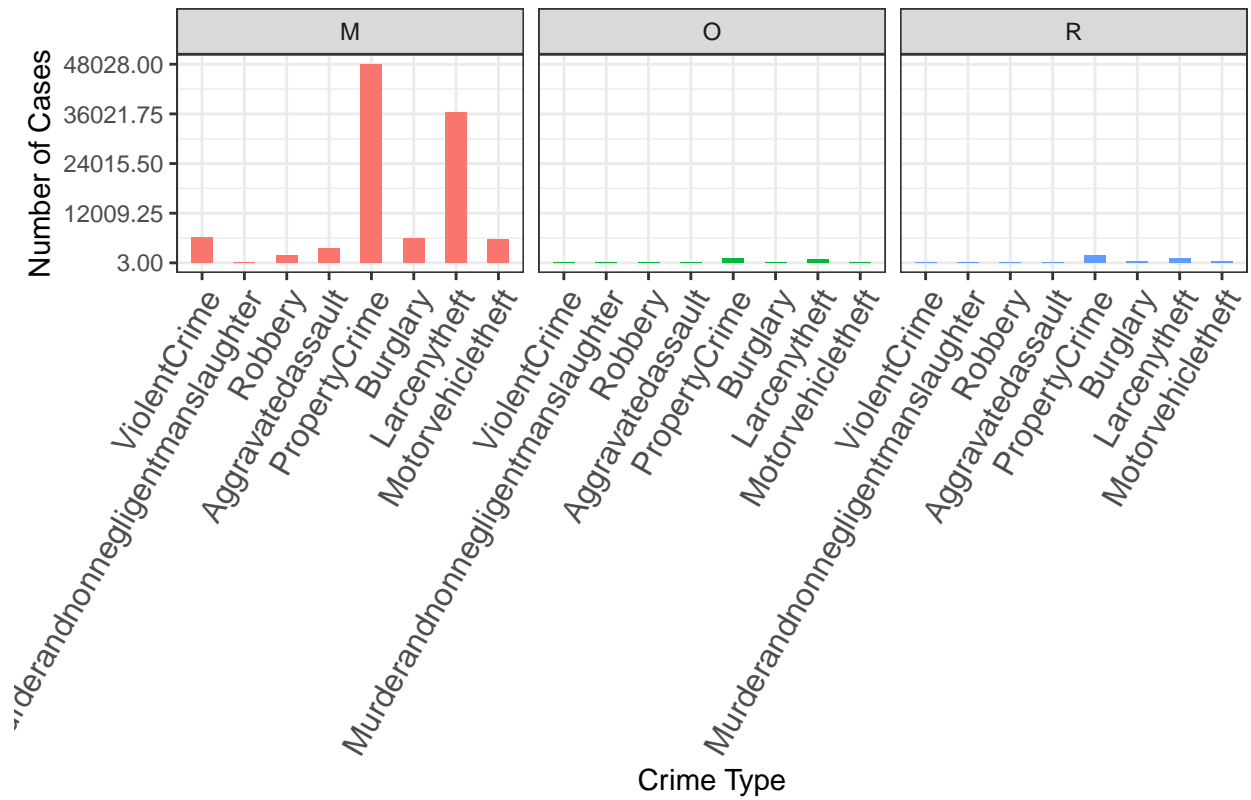 M
O
R
Number of Cases
48028.00
36021.75
24015.50
12009.25
3.00
ViolentCrime
urderandnonnegligentmanslaughter
Robbery
Aggravatedassault
PropertyCrime
Burglary
Larcenytheft
Motorvehicletheft
ViolentCrime
Murderandnonnegligentmanslaughter
Robbery
Aggravatedassault
PropertyCrime
Burglary
Larcenytheft
Motorvehicletheft
ViolentCrime
Murderandnonnegligentmanslaughter
Robbery
Aggravatedassault
PropertyCrime
Burglary
Larcenytheft
Motorvehicletheft
Crime Type